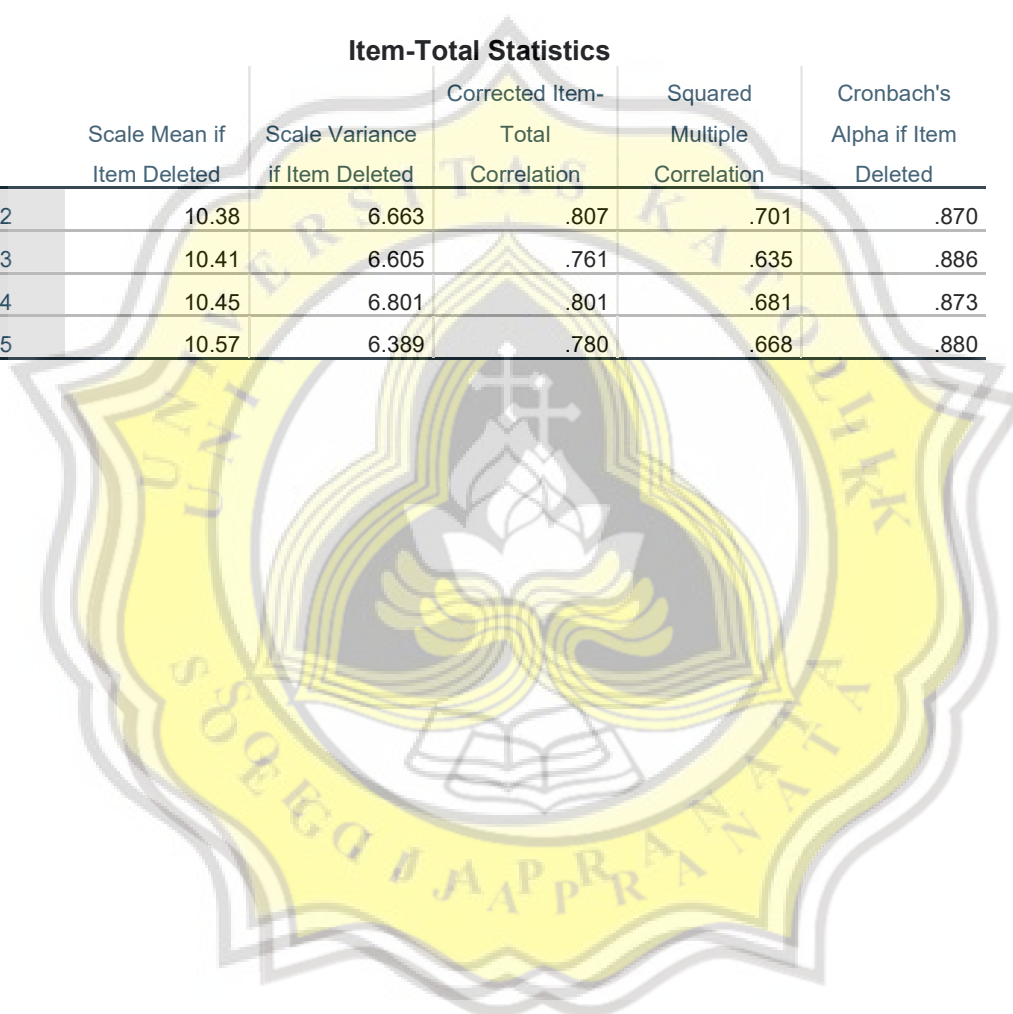 Item-Total Statistics
Scale Mean if Item Deleted Scale Variance if Item Deleted Corrected Item-Total Correlation Squared Multiple Correlation Cronbach's Alpha if Item Deleted
2 10.38 6.663 .807 .701 .870
3 10.41 6.605 .761 .635 .886
4 10.45 6.801 .801 .681 .873
5 10.57 6.389 .780 .668 .880
UNIVERSITAS KATOLIK
SOEGIJAPRANATA